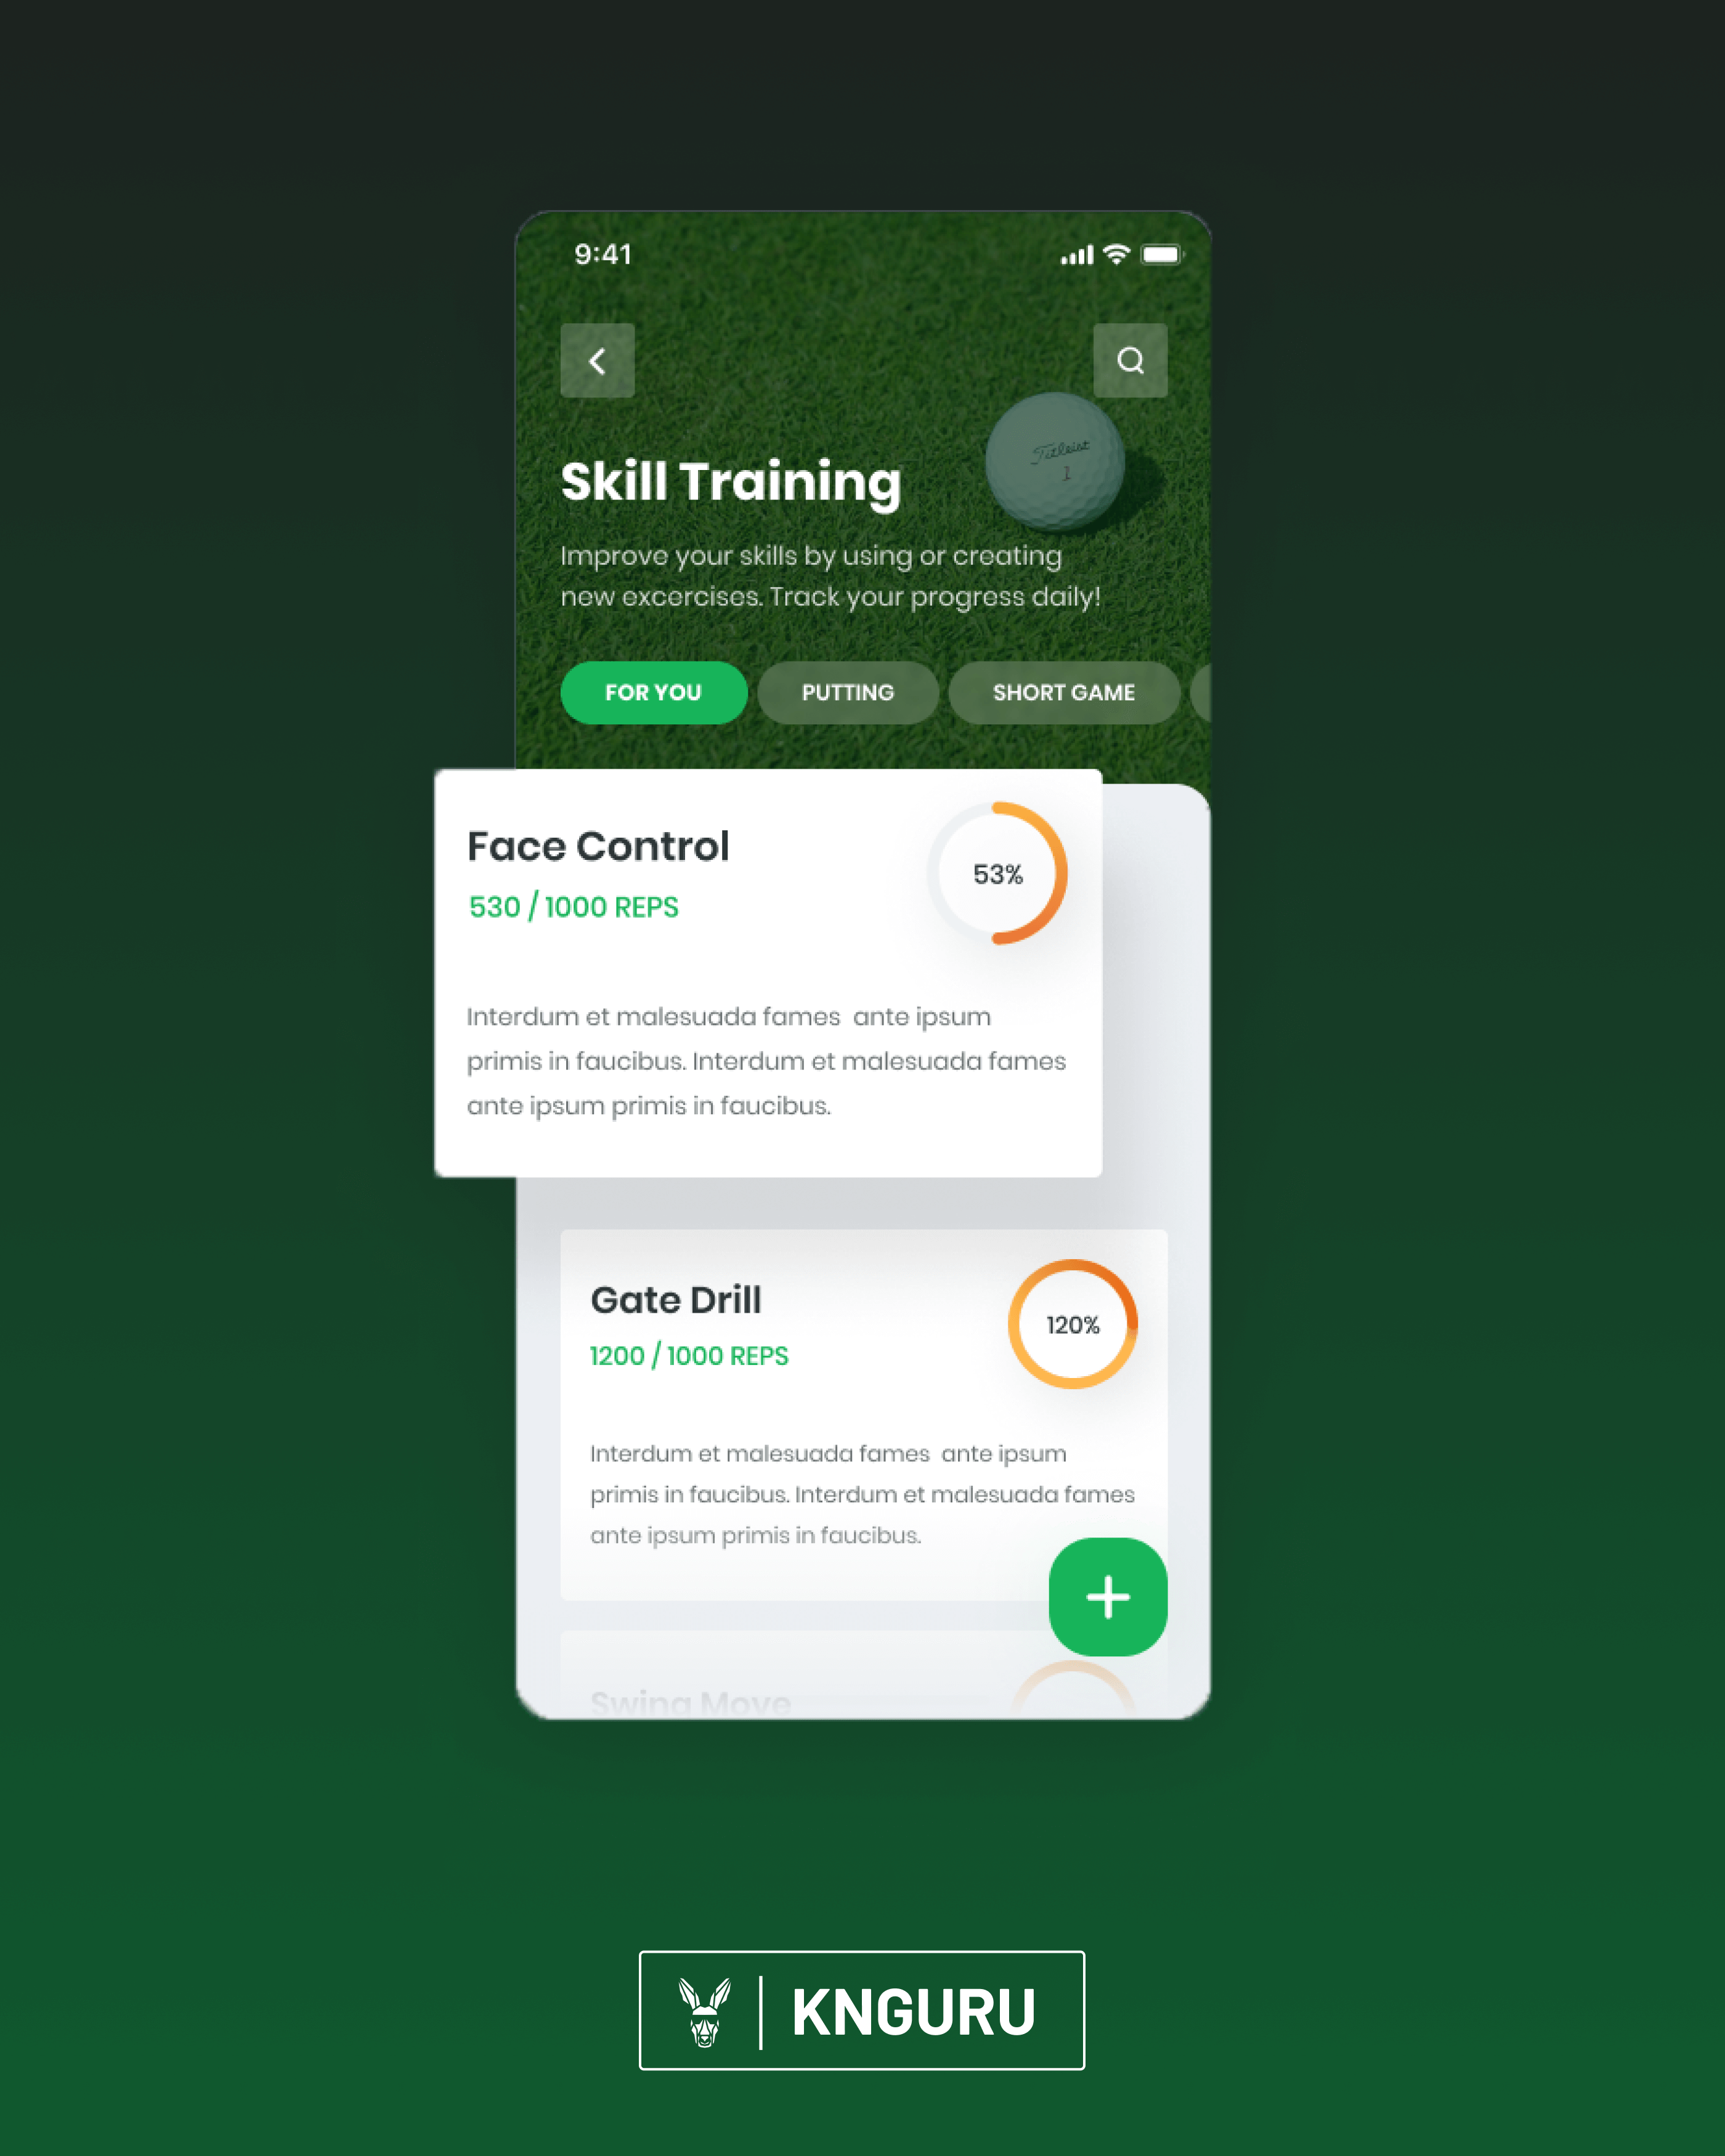 9:41
Titleist
1
Skill Training
Improve your skills by using or creating
new excercises. Track your progress daily!
FOR YOU
PUTTING
SHORT GAME
Face Control
53%
530 / 1000 REPS
Interdum et malesuada fames  ante ipsum
primis in faucibus. Interdum et malesuada fames
ante ipsum primis in faucibus.
Gate Drill
120%
1200 / 1000 REPS
Interdum et malesuada fames  ante ipsum
primis in faucibus. Interdum et malesuada fames
ante ipsum primis in faucibus.
Swing Move
KNGURU